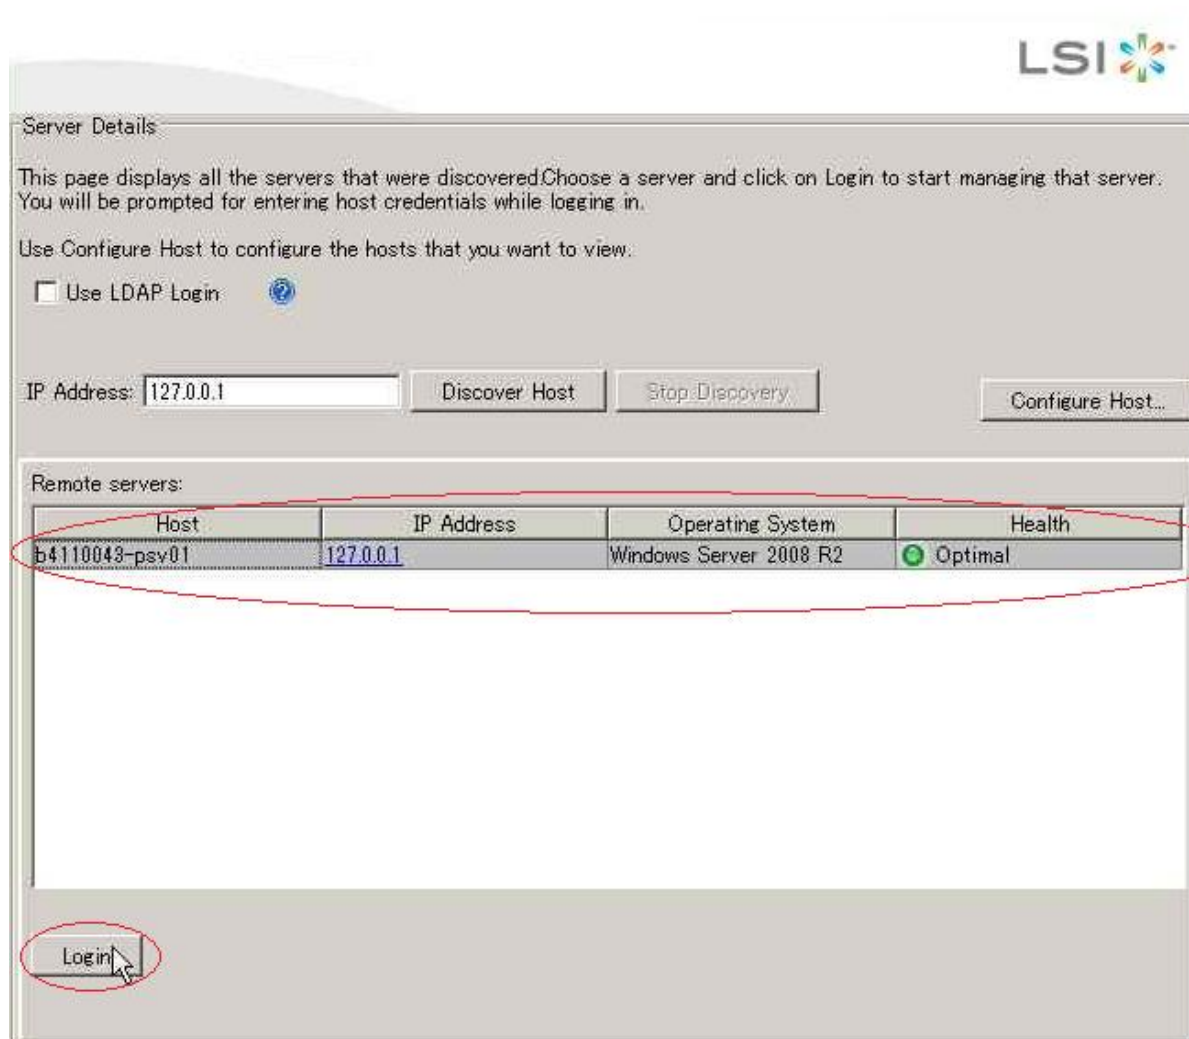 LSI
Server Details
This page displays all the servers that were discovered.Choose a server and click on Login to start managing that server.
You will be prompted for entering host credentials while logging in.
Use Configure Host to configure the hosts that you want to view.
Use LDAP Login
IP Address: 127.0.0.1 Discover Host Stop Discovery Configure Host...
Remote servers:
Host IP Address Operating System Health
b4110043-psv01 127.0.0.1 Windows Server 2008 R2 Optimal
Login